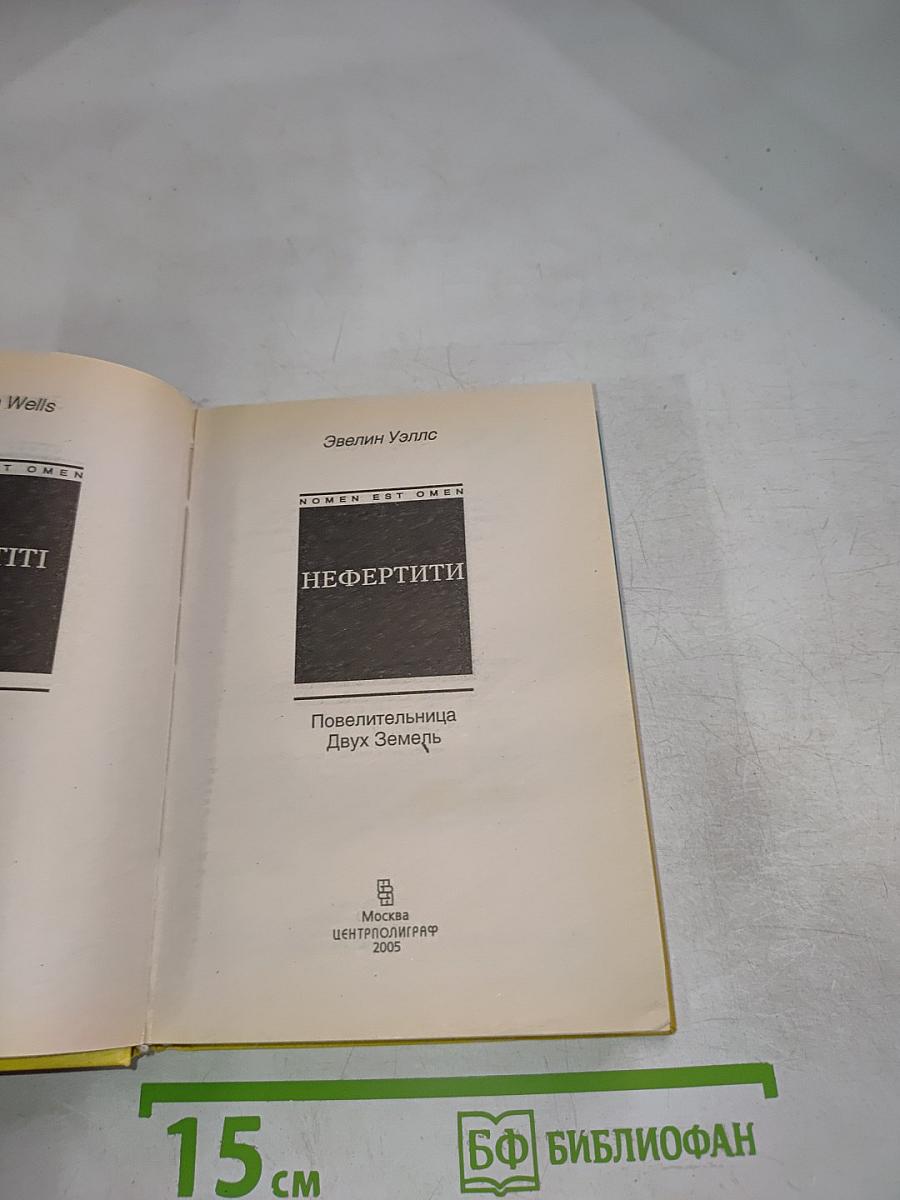 Wells
T OMEN
TITI
Эвелин Уэллс
NOMEN EST OMEN
НЕФЕРТИТИ
Повелительница
Двух Земель
Москва
ЦЕНТРПОЛИГРАФ
2005
15 см
БФ БИБЛИОФАН